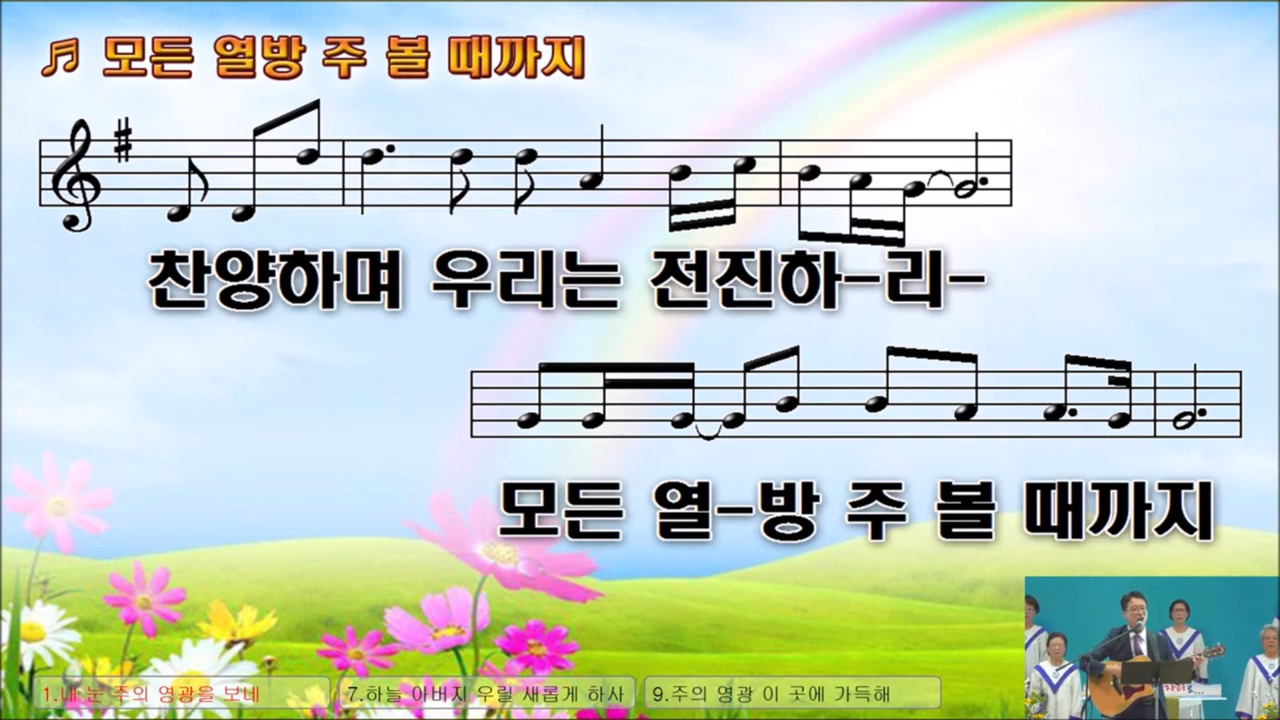 모든 열방 주 볼 때까지
찬양하며 우리는 전진하-리-
모든 열-방 주 볼 때까지
1.내 눈 주의 영광을 보네
7.하늘 아버지 우릴 새롭게 하사
9.주의 영광 이 곳에 가득해